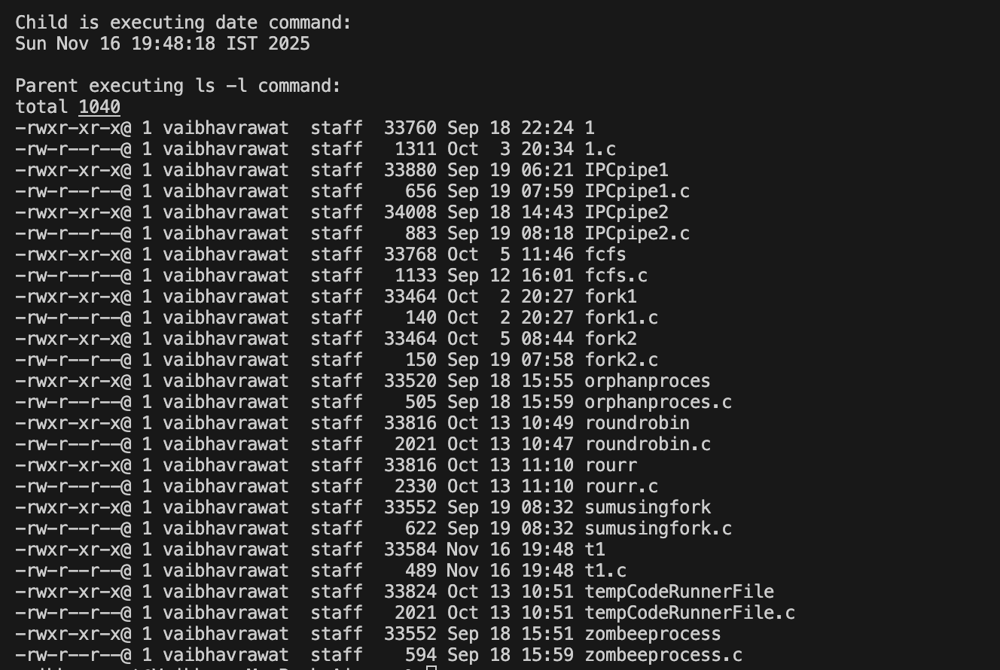 Child is executing date command:
Sun Nov 16 19:48:18 IST 2025

Parent executing ls -l command:
total 1040
-rwxr-xr-x@ 1 vaibhavrawat  staff  33760 Sep 18 22:24 1
-rw-r--r--@ 1 vaibhavrawat  staff   1311 Oct  3 20:34 1.c
-rwxr-xr-x@ 1 vaibhavrawat  staff  33880 Sep 19 06:21 IPCpipe1
-rw-r--r--@ 1 vaibhavrawat  staff    656 Sep 19 07:59 IPCpipe1.c
-rwxr-xr-x@ 1 vaibhavrawat  staff  34008 Sep 18 14:43 IPCpipe2
-rw-r--r--@ 1 vaibhavrawat  staff    883 Sep 19 08:18 IPCpipe2.c
-rwxr-xr-x@ 1 vaibhavrawat  staff  33768 Oct  5 11:46 fcfs
-rw-r--r--@ 1 vaibhavrawat  staff   1133 Sep 12 16:01 fcfs.c
-rwxr-xr-x@ 1 vaibhavrawat  staff  33464 Oct  2 20:27 fork1
-rw-r--r--@ 1 vaibhavrawat  staff    140 Oct  2 20:27 fork1.c
-rwxr-xr-x@ 1 vaibhavrawat  staff  33464 Oct  5 08:44 fork2
-rw-r--r--@ 1 vaibhavrawat  staff    150 Sep 19 07:58 fork2.c
-rwxr-xr-x@ 1 vaibhavrawat  staff  33520 Sep 18 15:55 orphanproces
-rw-r--r--@ 1 vaibhavrawat  staff    505 Sep 18 15:59 orphanproces.c
-rwxr-xr-x@ 1 vaibhavrawat  staff  33816 Oct 13 10:49 roundrobin
-rw-r--r--@ 1 vaibhavrawat  staff   2021 Oct 13 10:47 roundrobin.c
-rwxr-xr-x@ 1 vaibhavrawat  staff  33816 Oct 13 11:10 rourr
-rw-r--r--@ 1 vaibhavrawat  staff   2330 Oct 13 11:10 rourr.c
-rwxr-xr-x@ 1 vaibhavrawat  staff  33552 Sep 19 08:32 sumusingfork
-rw-r--r--@ 1 vaibhavrawat  staff    622 Sep 19 08:32 sumusingfork.c
-rwxr-xr-x@ 1 vaibhavrawat  staff  33584 Nov 16 19:48 t1
-rw-r--r--@ 1 vaibhavrawat  staff    489 Nov 16 19:48 t1.c
-rwxr-xr-x@ 1 vaibhavrawat  staff  33824 Oct 13 10:51 tempCodeRunnerFile
-rw-r--r--@ 1 vaibhavrawat  staff   2021 Oct 13 10:51 tempCodeRunnerFile.c
-rwxr-xr-x@ 1 vaibhavrawat  staff  33552 Sep 18 15:51 zombeeprocess
-rw-r--r--@ 1 vaibhavrawat  staff    594 Sep 18 15:59 zombeeprocess.c